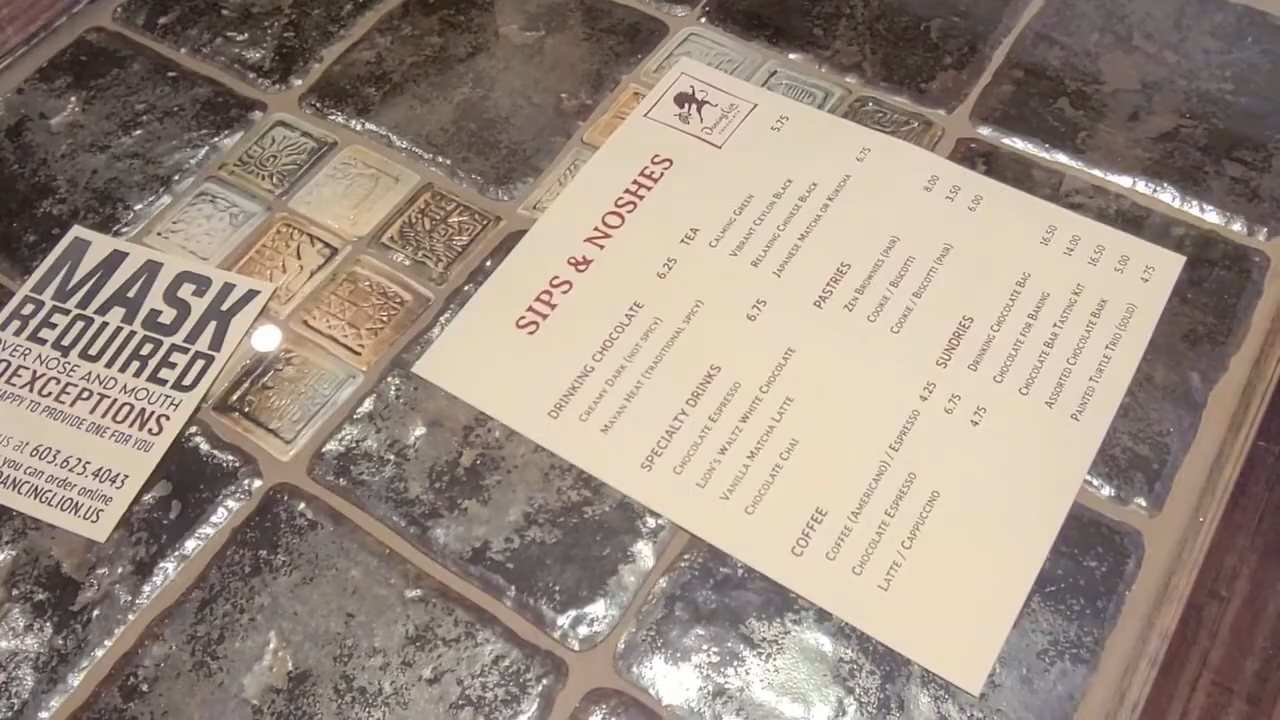 MASK
REQUIRED
OVER NOSE AND MOUTH
EXCEPTIONS
HAPPY TO PROVIDE ONE FOR YOU
us at 603.625.4043
you can order online
DANCINGLION.US
Dancing Lion
CHOCOLATE
SIPS & NOSHES
DRINKING CHOCOLATE 6.25
CREAMY DARK (NOT SPICY)
MAYAN HEAT (TRADITIONAL SPICY)
SPECIALTY DRINKS 6.75
CHOCOLATE ESPRESSO
LION'S WALTZ WHITE CHOCOLATE
VANILLA MATCHA LATTE
CHOCOLATE CHAI
COFFEE
COFFEE (AMERICANO) / ESPRESSO 4.25
CHOCOLATE ESPRESSO 6.75
LATTE / CAPPUCCINO 4.75
TEA 5.75
CALMING GREEN
VIBRANT CEYLON BLACK
RELAXING CHINESE BLACK
JAPANESE MATCHA OR KUKICHA 6.75
PASTRIES
ZEN BROWNIES (PAIR) 8.00
COOKIE / BISCOTTI 3.50
COOKIE / BISCOTTI (PAIR) 6.00
SUNDRIES
DRINKING CHOCOLATE BAG 16.50
CHOCOLATE FOR BAKING 14.00
CHOCOLATE BAR TASTING KIT 16.50
ASSORTED CHOCOLATE BARK 5.00
PAINTED TURTLE TRIO (SOLID) 4.75